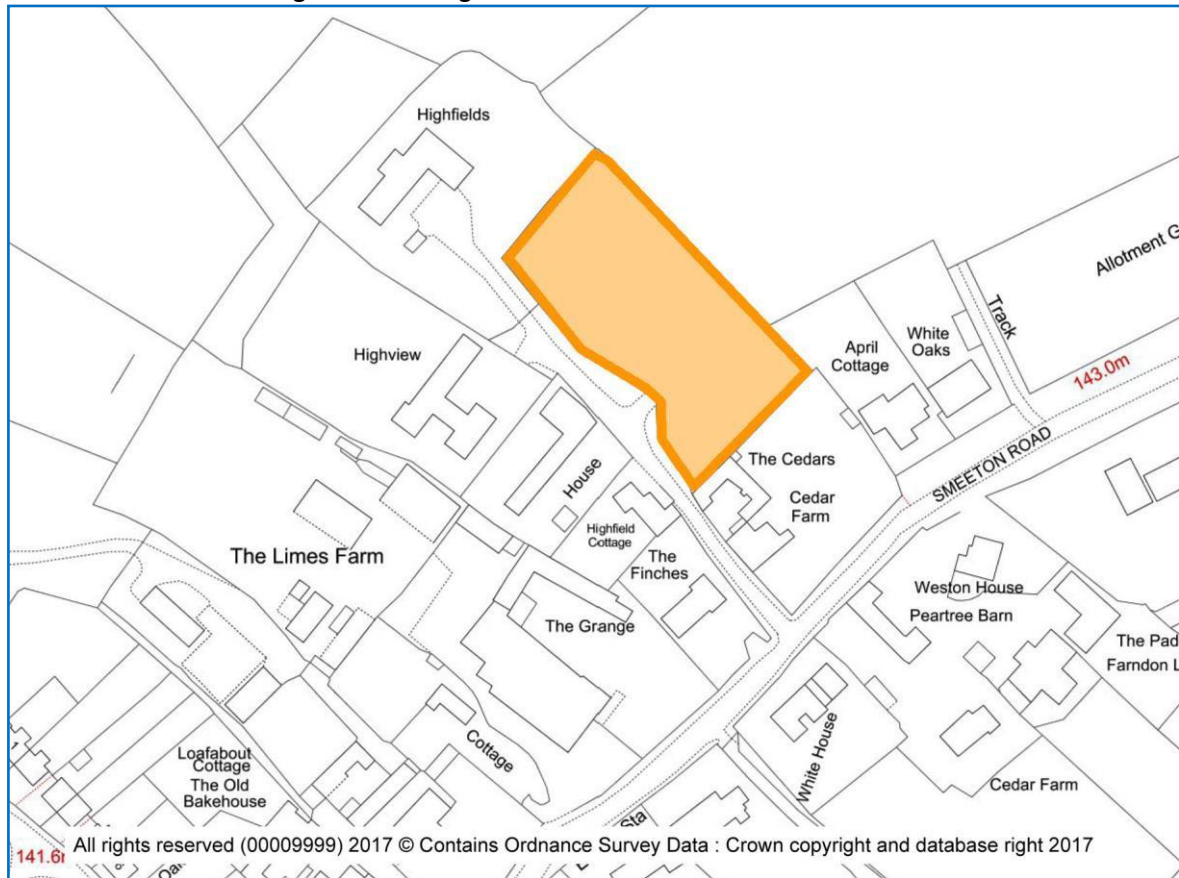 Highfields
Allotment G
Track
White
Oaks
April
Cottage
143.0m
Highview
SMEETON ROAD
The Cedars
House
Cedar
Farm
Highfield
Cottage
The
Finches
The Limes Farm
Weston House
Peartree Barn
The Grange
The Pad
Farndon L
White House
Cottage
Loafabout
Cottage
The Old
Bakehouse
Cedar Farm
Sta
All rights reserved (00009999) 2017 © Contains Ordnance Survey Data : Crown copyright and database right 2017
141.6